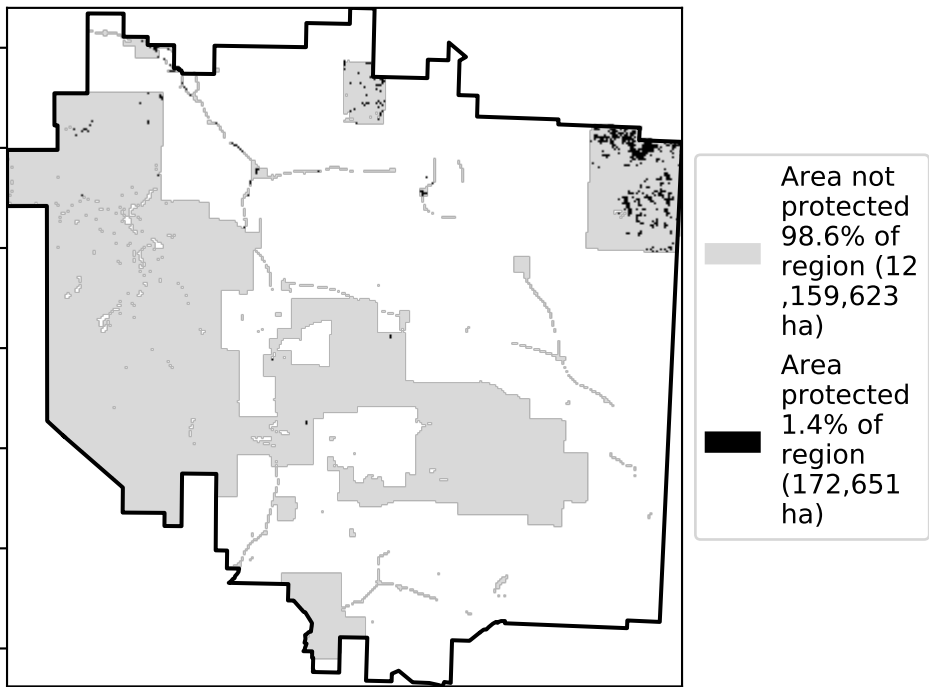 Area not
protected
98.6% of
region (12
,159,623
ha)
Area
protected
1.4% of
region
(172,651
ha)